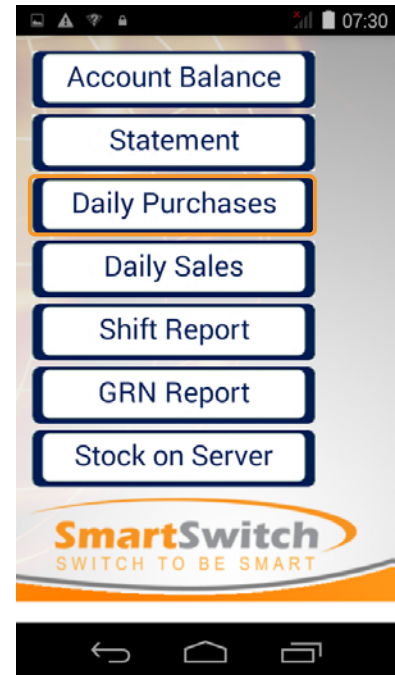 07:30
Account Balance
Statement
Daily Purchases
Daily Sales
Shift Report
GRN Report
Stock on Server
SmartSwitch
SWITCH TO BE SMART